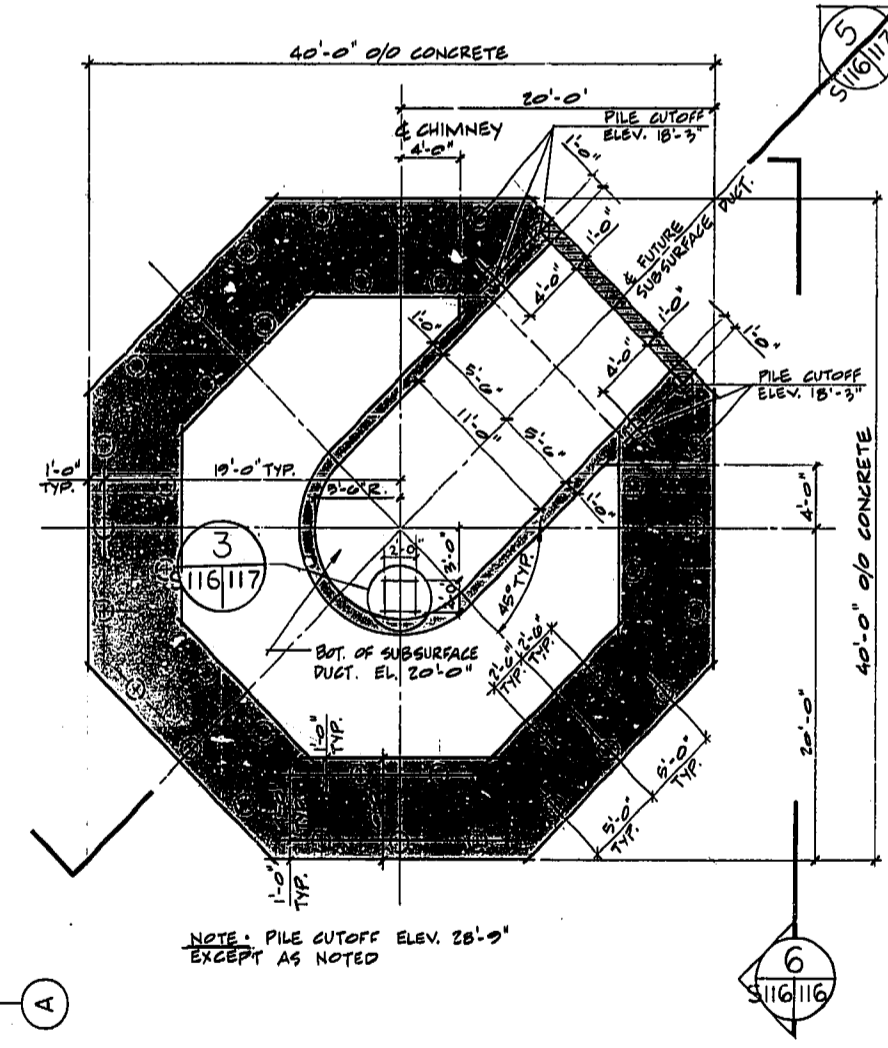 40'-0" O/O CONCRETE
5
S116 117
20'-0'
℄ CHIMNEY
4'-0"
PILE CUTOFF
ELEV. 18'-3"
1'-0"
1'-0"
4'-0"
℄ FUTURE
SUBSURFACE DUCT.
1'-0"
1'-0"
4'-0"
PILE CUTOFF
ELEV. 18'-3"
1'-0"
5'-6"
11'-0"
5'-6"
1'-0"
1'-0"
TYP.
19'-0" TYP.
5'-6" R.
4'-0"
40'-0" O/O CONCRETE
3
S116 117
2'-0"
3'-0"
45° TYP.
BOT. OF SUBSURFACE
DUCT. EL. 20'-0"
2'-6"
TYP.
2'-6"
TYP.
20'-0"
1'-0"
TYP.
5'-0"
TYP.
5'-0"
TYP.
1'-0"
TYP.
NOTE: PILE CUTOFF ELEV. 28'-9"
EXCEPT AS NOTED
A
6
S116 116